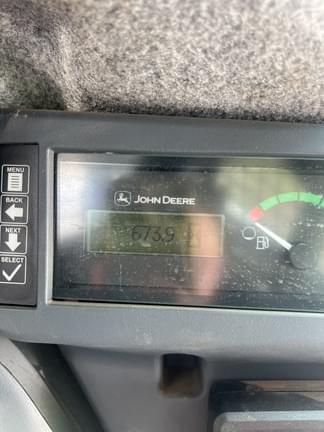 MENU
BACK
NEXT
SELECT
JOHN DEERE
673.9